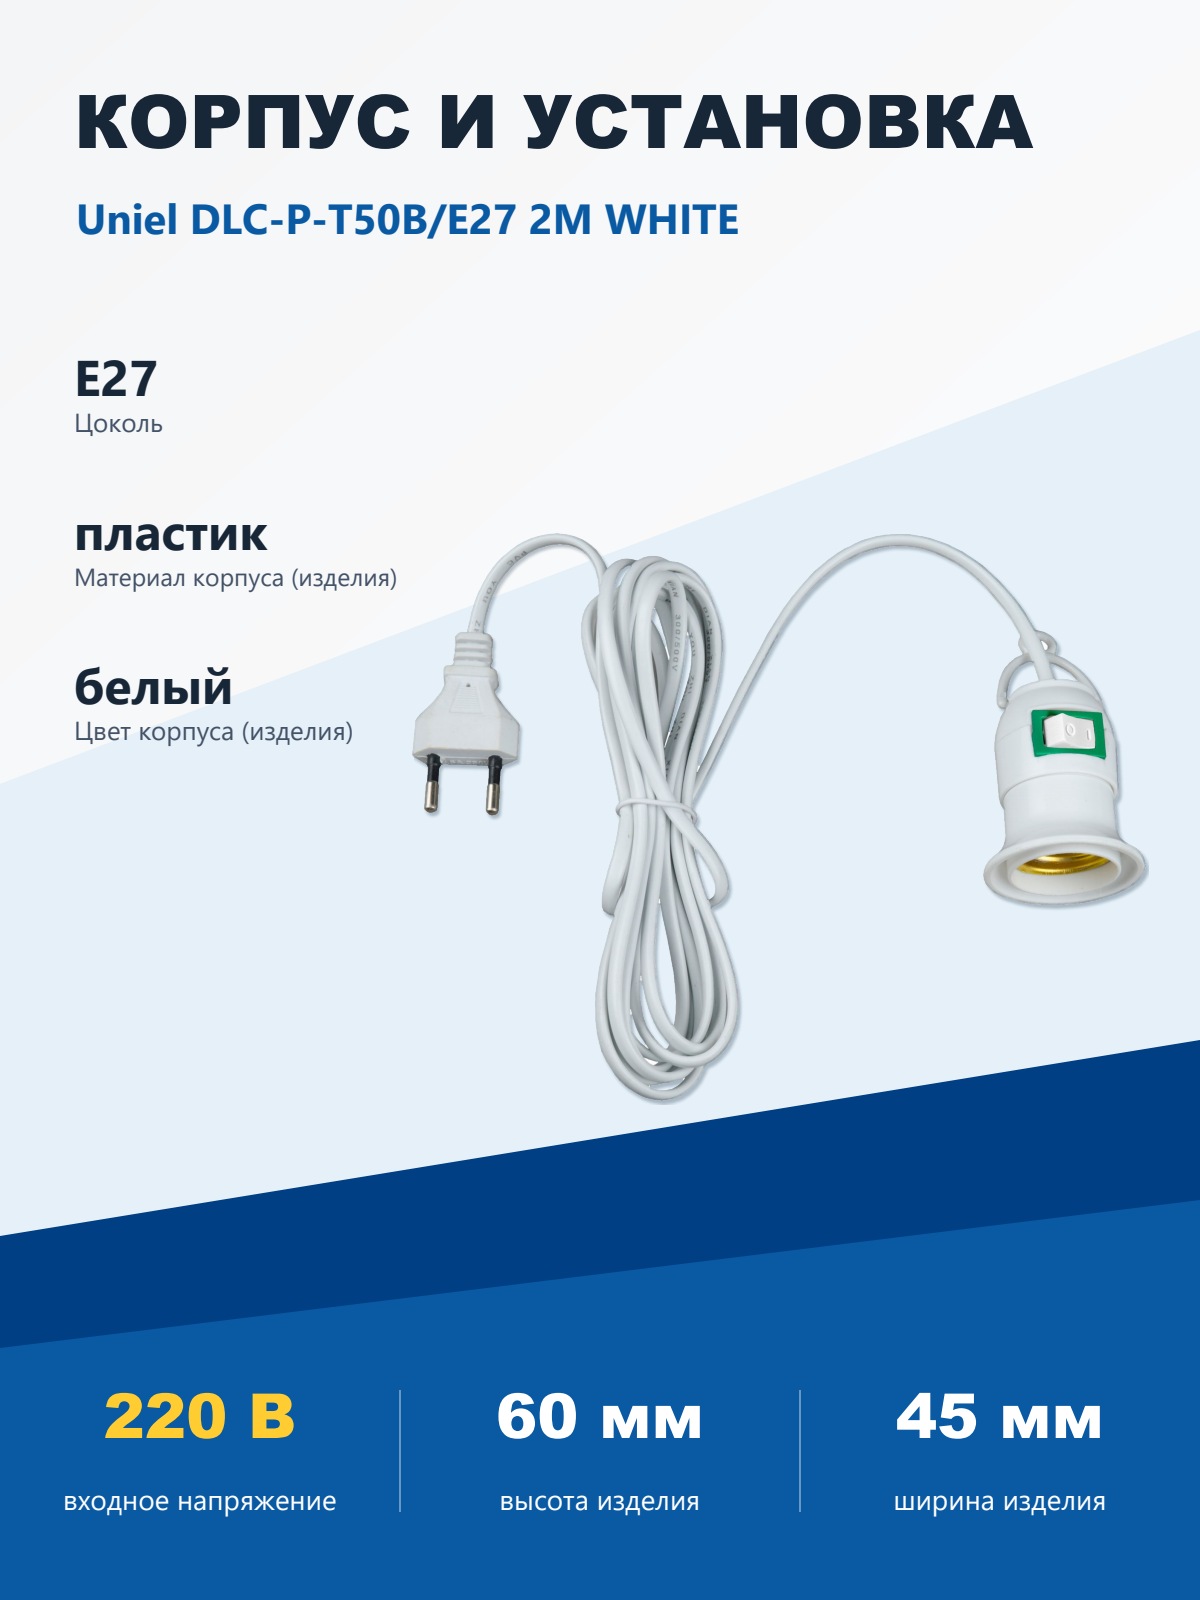 КОРПУС И УСТАНОВКА
Uniel DLC-P-T50B/E27 2M WHITE
E27
Цоколь
пластик
Материал корпуса (изделия)
белый
Цвет корпуса (изделия)
220 В
входное напряжение
60 мм
высота изделия
45 мм
ширина изделия